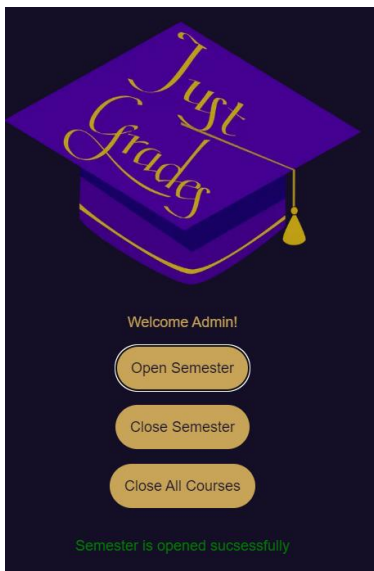 Just
Grades
Welcome Admin!
Open Semester
Close Semester
Close All Courses
Semester is opened sucsessfully